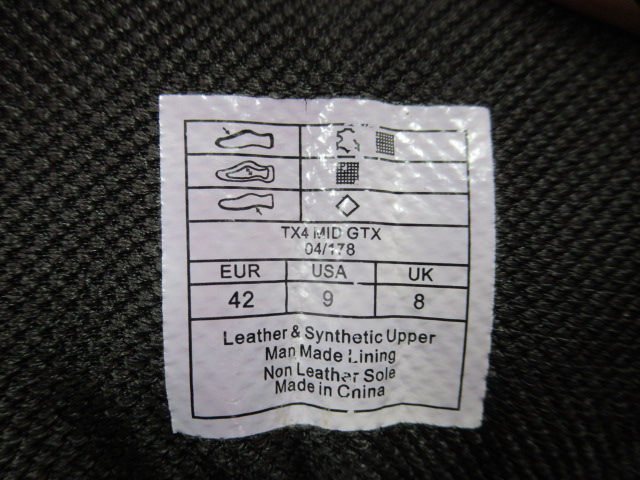 TX4 MID GTX
04/178
EUR USA UK
42 9 8
Leather & Synthetic Upper
Man Made Lining
Non Leather Sole
Made in China